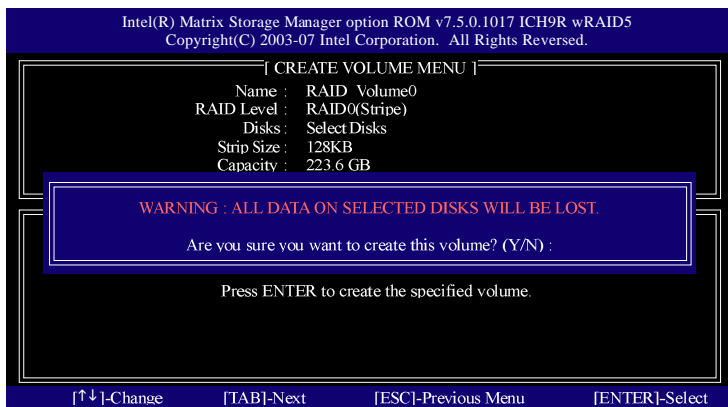 Intel(R) Matrix Storage Manager option ROM v7.5.0.1017 ICH9R wRAID5
Copyright(C) 2003-07 Intel Corporation. All Rights Reversed.
[ CREATE VOLUME MENU ]
Name : RAID_Volume0
RAID Level : RAID0(Stripe)
Disks : Select Disks
Strip Size : 128KB
Capacity : 223.6 GB
WARNING : ALL DATA ON SELECTED DISKS WILL BE LOST.
Are you sure you want to create this volume? (Y/N) :
Press ENTER to create the specified volume.
[↑↓]-Change [TAB]-Next [ESC]-Previous Menu [ENTER]-Select